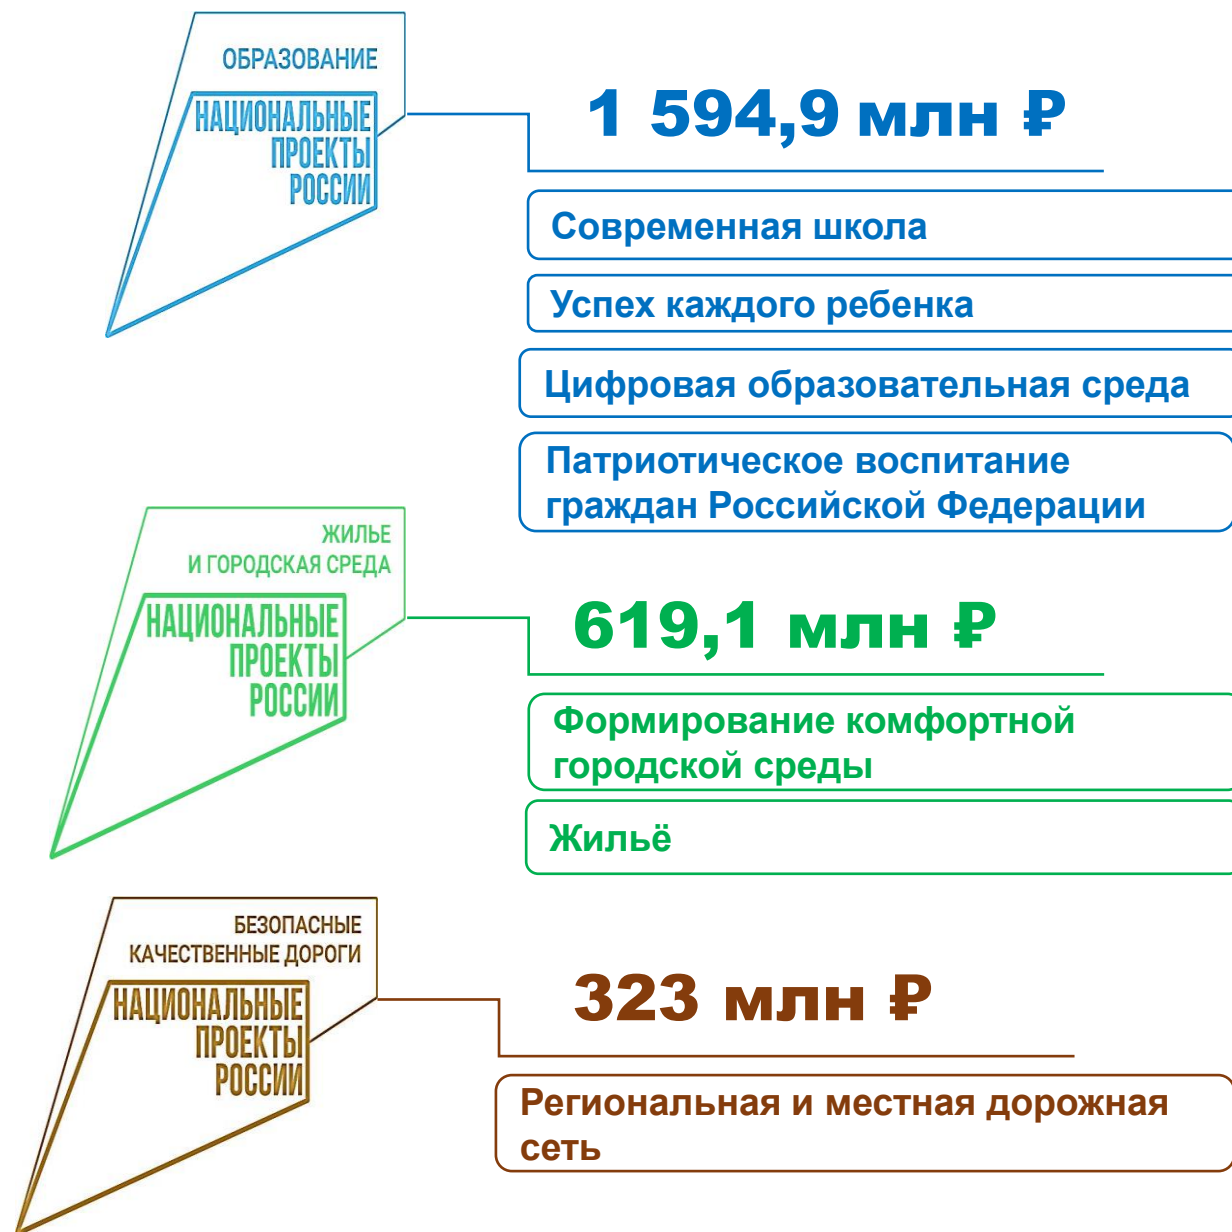 ОБРАЗОВАНИЕ
НАЦИОНАЛЬНЫЕ
ПРОЕКТЫ
РОССИИ
1 594,9 млн ₽
Современная школа
Успех каждого ребенка
Цифровая образовательная среда
Патриотическое воспитание
граждан Российской Федерации
ЖИЛЬЕ
И ГОРОДСКАЯ СРЕДА
НАЦИОНАЛЬНЫЕ
ПРОЕКТЫ
РОССИИ
619,1 млн ₽
Формирование комфортной
городской среды
Жильё
БЕЗОПАСНЫЕ
КАЧЕСТВЕННЫЕ ДОРОГИ
НАЦИОНАЛЬНЫЕ
ПРОЕКТЫ
РОССИИ
323 млн ₽
Региональная и местная дорожная
сеть